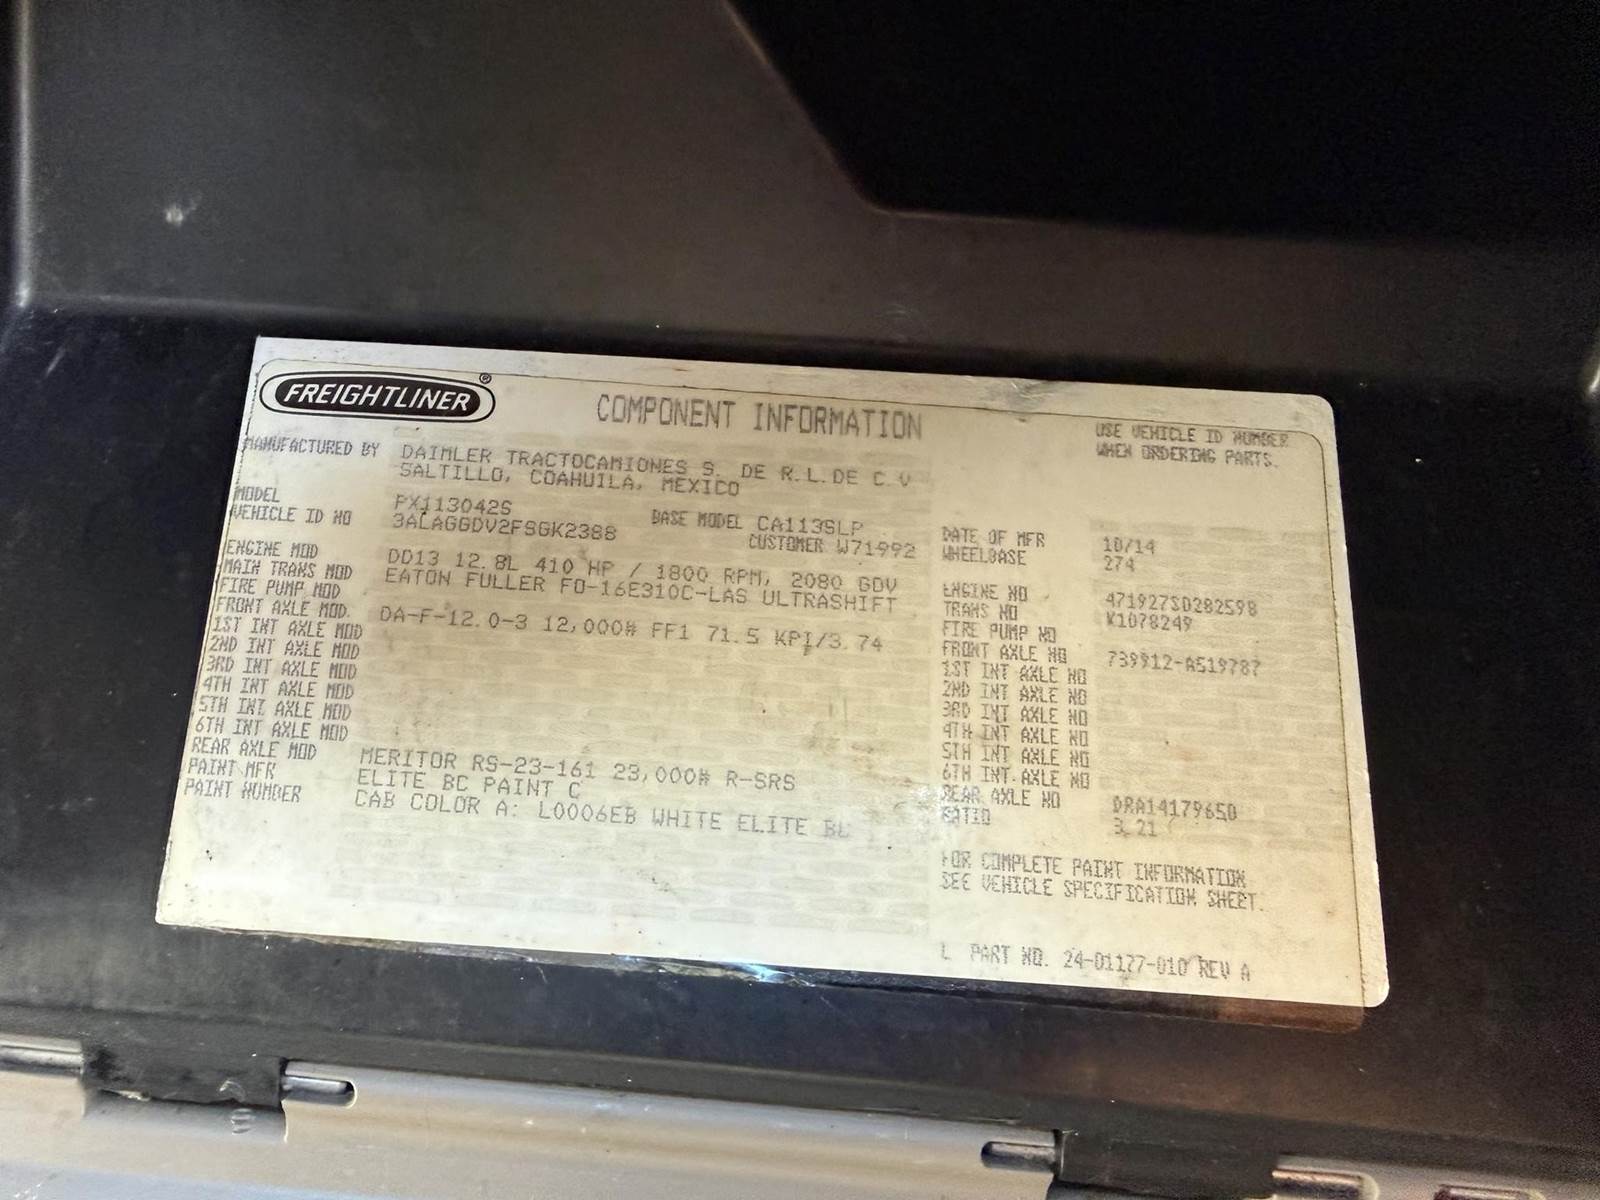 FREIGHTLINER®
COMPONENT INFORMATION
USE VEHICLE ID NUMBER
WHEN ORDERING PARTS.
MANUFACTURED BY DAIMLER TRACTOCAMIONES S. DE R.L.DE C.V
SALTILLO, COAHUILA, MEXICO
MODEL PX113042S BASE MODEL CA113SLP DATE OF MFR 10/14
VEHICLE ID NO 3ALAGGDV2FSGK2388 CUSTOMER W71992 WHEELBASE 274
ENGINE MOD DD13 12.8L 410 HP / 1800 RPM, 2080 GOV ENGINE NO 471927S0282598
MAIN TRANS MOD EATON FULLER FO-16E310C-LAS ULTRASHIFT TRANS NO K1078249
FIRE PUMP MOD FIRE PUMP NO
FRONT AXLE MOD. DA-F-12.0-3 12,000# FF1 71.5 KPI/3.74 FRONT AXLE NO 739912-A519787
1ST INT AXLE MOD 1ST INT AXLE NO
2ND INT AXLE MOD 2ND INT AXLE NO
3RD INT AXLE MOD 3RD INT AXLE NO
4TH INT AXLE MOD 4TH INT AXLE NO
5TH INT AXLE MOD 5TH INT AXLE NO
6TH INT AXLE MOD 6TH INT. AXLE NO
REAR AXLE MOD MERITOR RS-23-161 23,000# R-SRS REAR AXLE NO DRA14179650
PAINT MFR ELITE BC PAINT C RATIO 3.21
PAINT NUMBER CAB COLOR A: L0006EB WHITE ELITE BC
FOR COMPLETE PAINT INFORMATION
SEE VEHICLE SPECIFICATION SHEET.
L PART NO. 24-01177-010 REV A